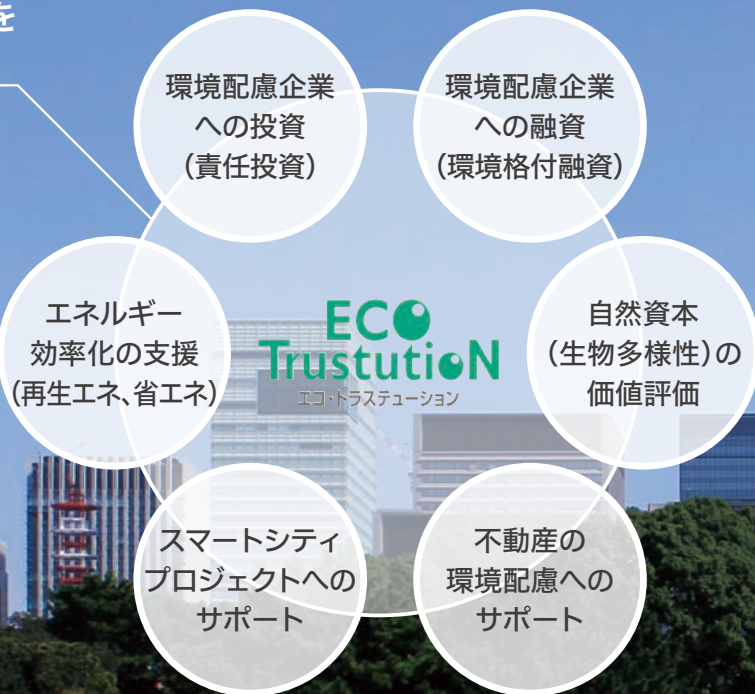 を
環境配慮企業
への投資
（責任投資）
環境配慮企業
への融資
（環境格付融資）
エネルギー
効率化の支援
（再生エネ、省エネ）
ECO
TrustutioN
エコ・トラステューション
自然資本
（生物多様性）の
価値評価
スマートシティ
プロジェクトへの
サポート
不動産の
環境配慮への
サポート